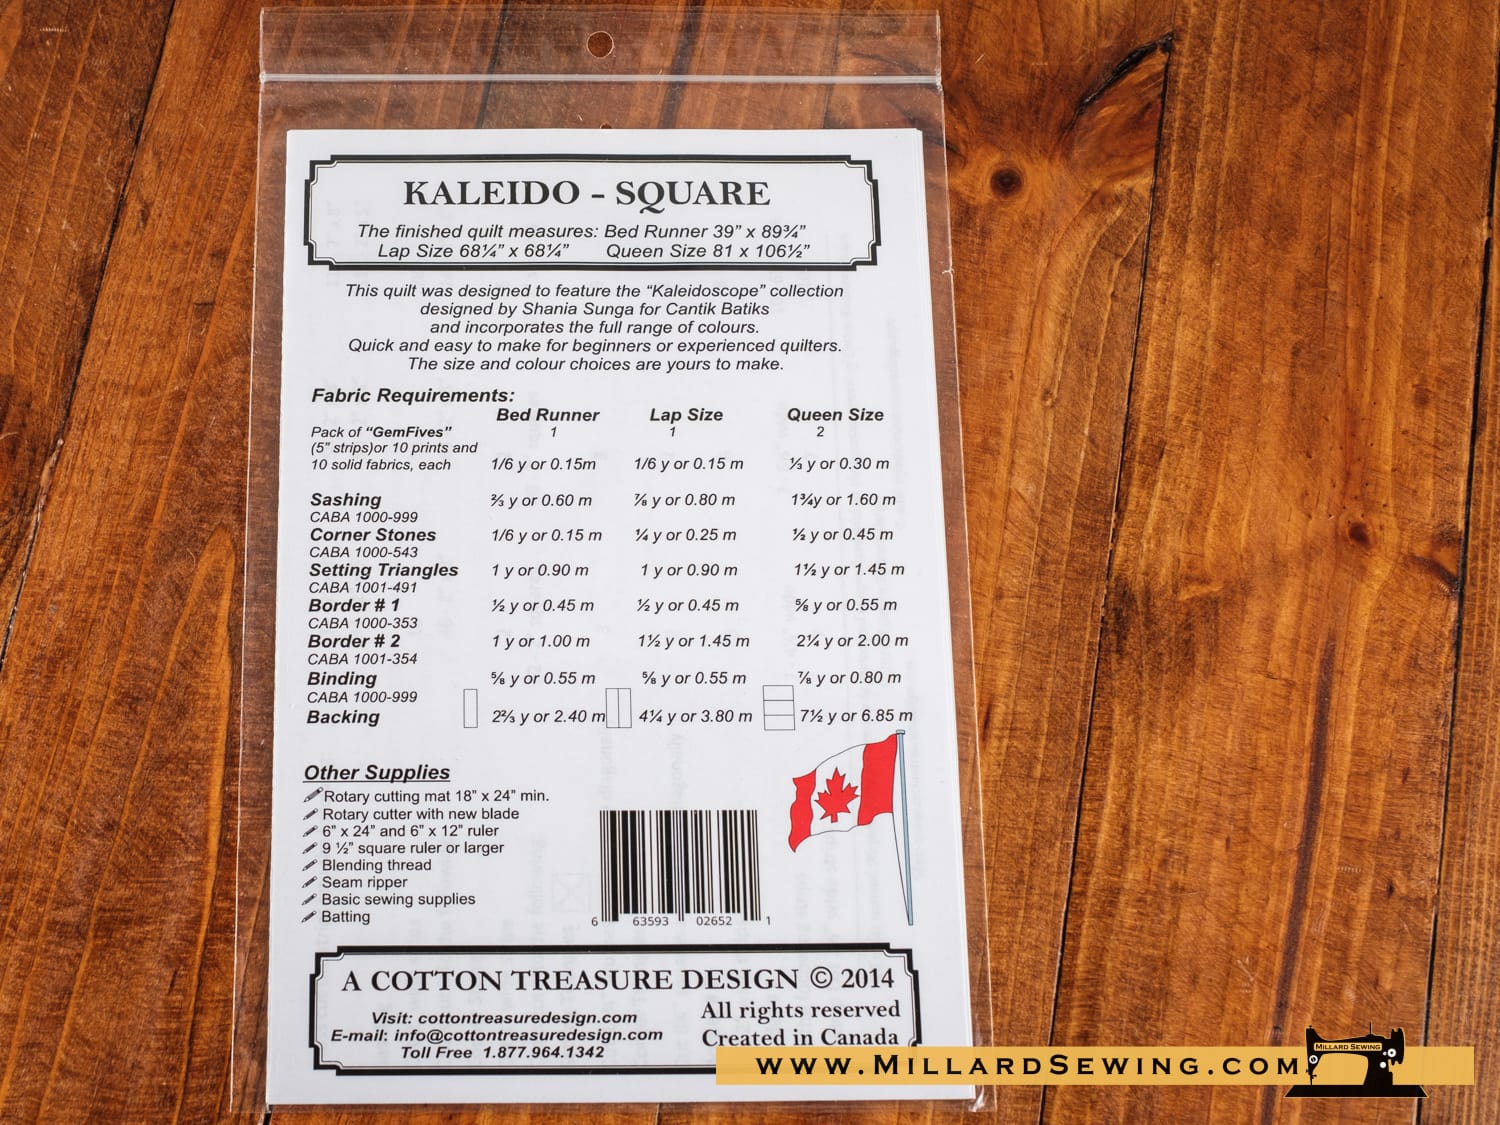 KALEIDO - SQUARE
The finished quilt measures: Bed Runner 39” x 89¾”
Lap Size 68¼” x 68¼” Queen Size 81 x 106½”
This quilt was designed to feature the “Kaleidoscope” collection
designed by Shania Sunga for Cantik Batiks
and incorporates the full range of colours.
Quick and easy to make for beginners or experienced quilters.
The size and colour choices are yours to make.
Fabric Requirements:
Bed Runner Lap Size Queen Size
Pack of “GemFives” 1 1 2
(5” strips)or 10 prints and
10 solid fabrics, each 1/6 y or 0.15m 1/6 y or 0.15 m ⅓ y or 0.30 m
Sashing ⅔ y or 0.60 m ⅞ y or 0.80 m 1¾y or 1.60 m
CABA 1000-999
Corner Stones 1/6 y or 0.15 m ¼ y or 0.25 m ½ y or 0.45 m
CABA 1000-543
Setting Triangles 1 y or 0.90 m 1 y or 0.90 m 1½ y or 1.45 m
CABA 1001-491
Border # 1 ½ y or 0.45 m ½ y or 0.45 m ⅝ y or 0.55 m
CABA 1000-353
Border # 2 1 y or 1.00 m 1½ y or 1.45 m 2¼ y or 2.00 m
CABA 1001-354
Binding ⅝ y or 0.55 m ⅝ y or 0.55 m ⅞ y or 0.80 m
CABA 1000-999
Backing 2⅔ y or 2.40 m 4¼ y or 3.80 m 7½ y or 6.85 m
Other Supplies
Rotary cutting mat 18” x 24” min.
Rotary cutter with new blade
6” x 24” and 6” x 12” ruler
9 ½” square ruler or larger
Blending thread
Seam ripper
Basic sewing supplies
Batting
6 63593 02652 1
A COTTON TREASURE DESIGN © 2014
All rights reserved
Created in Canada
Visit: cottontreasuredesign.com
E-mail: info@cottontreasuredesign.com
Toll Free 1.877.964.1342
www.MillardSewing.com
Millard Sewing